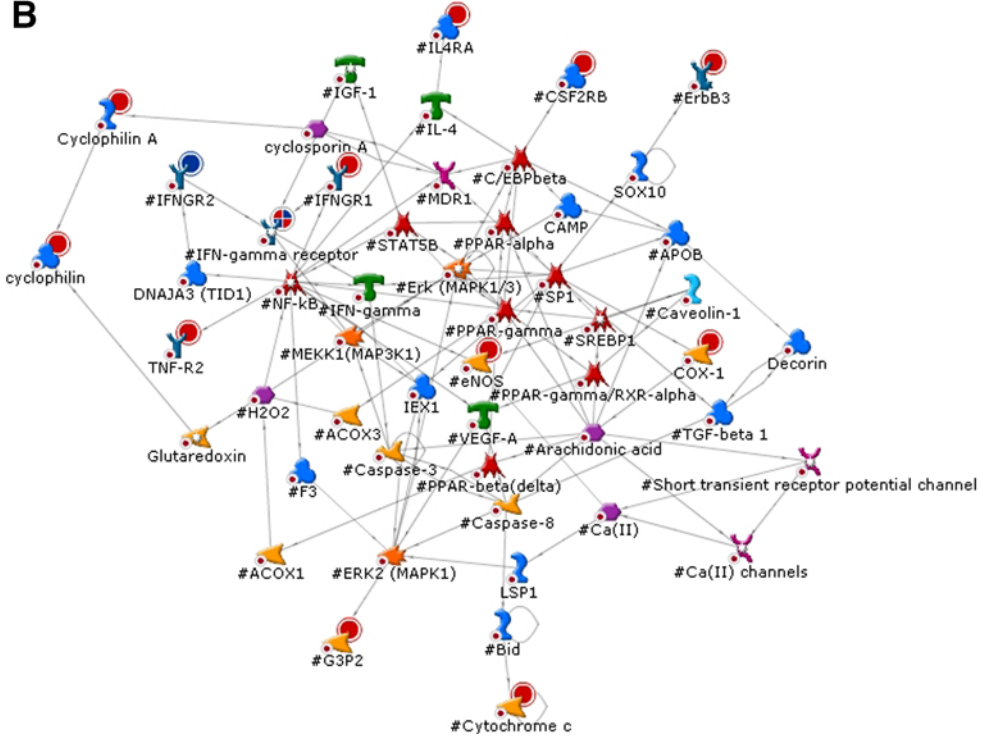 B
#IL4RA
#IGF-1
#CSF2RB
#ErbB3
#IL-4
Cyclophilin A
cyclosporin A
#C/EBPbeta
#IFNGR2
#IFNGR1
#MDR1
SOX10
CAMP
#STAT5B
#PPAR-alpha
#IFN-gamma receptor
#APOB
cyclophilin
DNAJA3 (TID1)
#NF-kB
#IFN-gamma
#Erk (MAPK1/3)
#SP1
#Caveolin-1
#PPAR-gamma
#SREBP1
#MEKK1(MAP3K1)
TNF-R2
#eNOS
COX-1
Decorin
#PPAR-gamma/RXR-alpha
IEX1
#H2O2
#ACOX3
#VEGF-A
#TGF-beta 1
Glutaredoxin
#Arachidonic acid
#Caspase-3
#F3
#PPAR-beta(delta)
#Short transient receptor potential channel
#Caspase-8
#Ca(II)
#ACOX1
#ERK2 (MAPK1)
#Ca(II) channels
LSP1
#Bid
#G3P2
#Cytochrome c